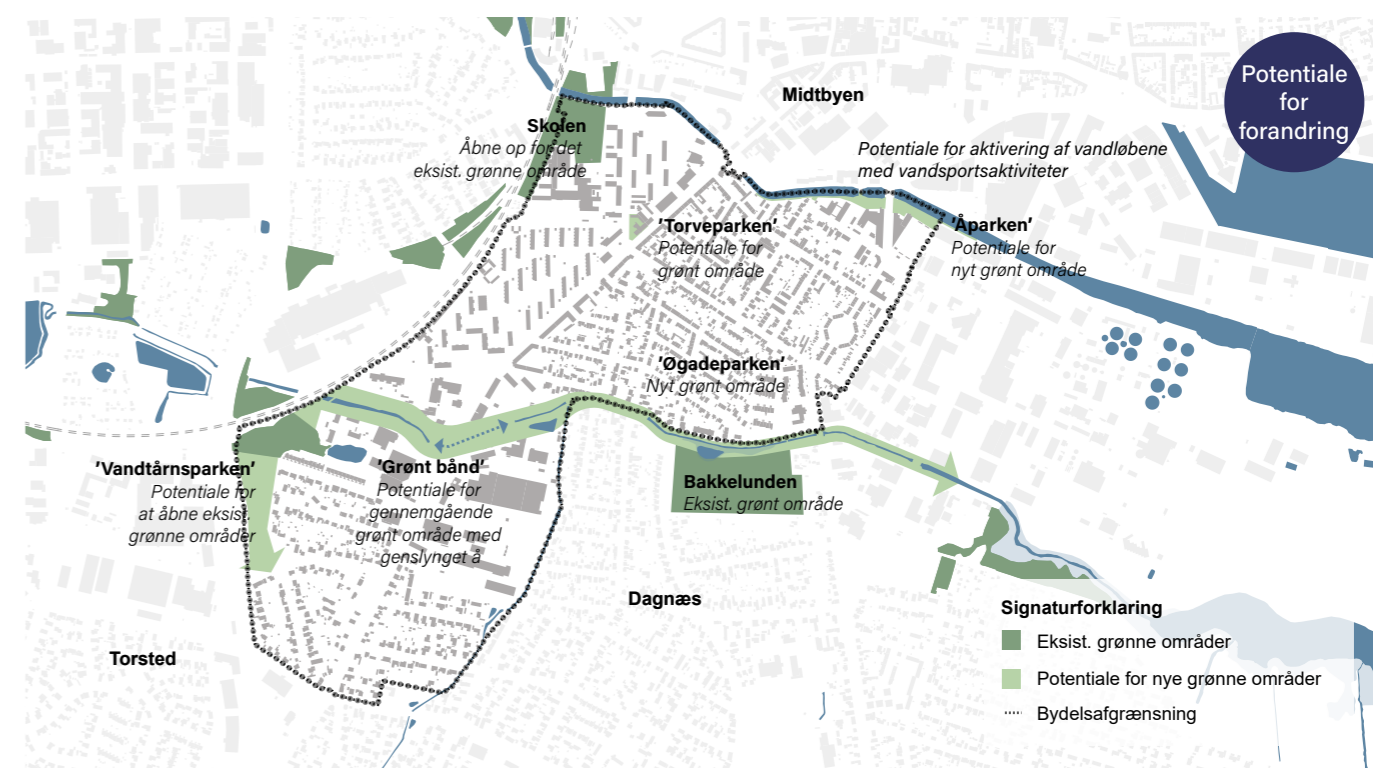 Potentiale
for
forandring
Midtbyen
Skolen
Åbne op for det
eksist. grønne område
Potentiale for aktivering af vandløbene
med vandsportsaktiviteter
'Torveparken'
Potentiale for
grønt område
'Åparken'
Potentiale for
nyt grønt område
'Øgadeparken'
Nyt grønt område
'Vandtårnsparken'
Potentiale for
at åbne eksist.
grønne områder
'Grønt bånd'
Potentiale for
gennemgående
grønt område med
genslynget å
Bakkelunden
Eksist. grønt område
Dagnæs
Torsted
Signaturforklaring
Eksist. grønne områder
Potentiale for nye grønne områder
Bydelsafgrænsning